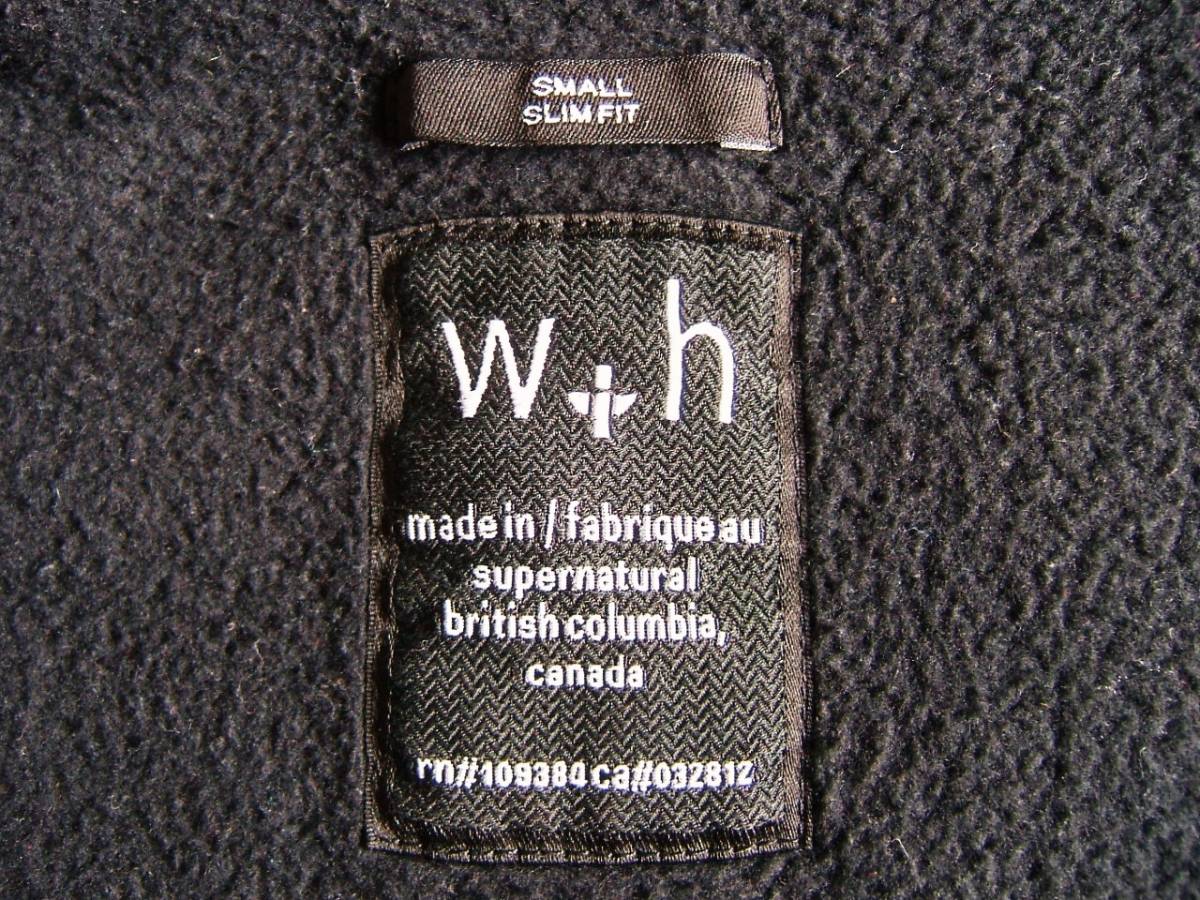 SMALL
SLIM FIT
w+h
made in / fabrique au
supernatural
british columbia,
canada
rn#109384 ca#032812